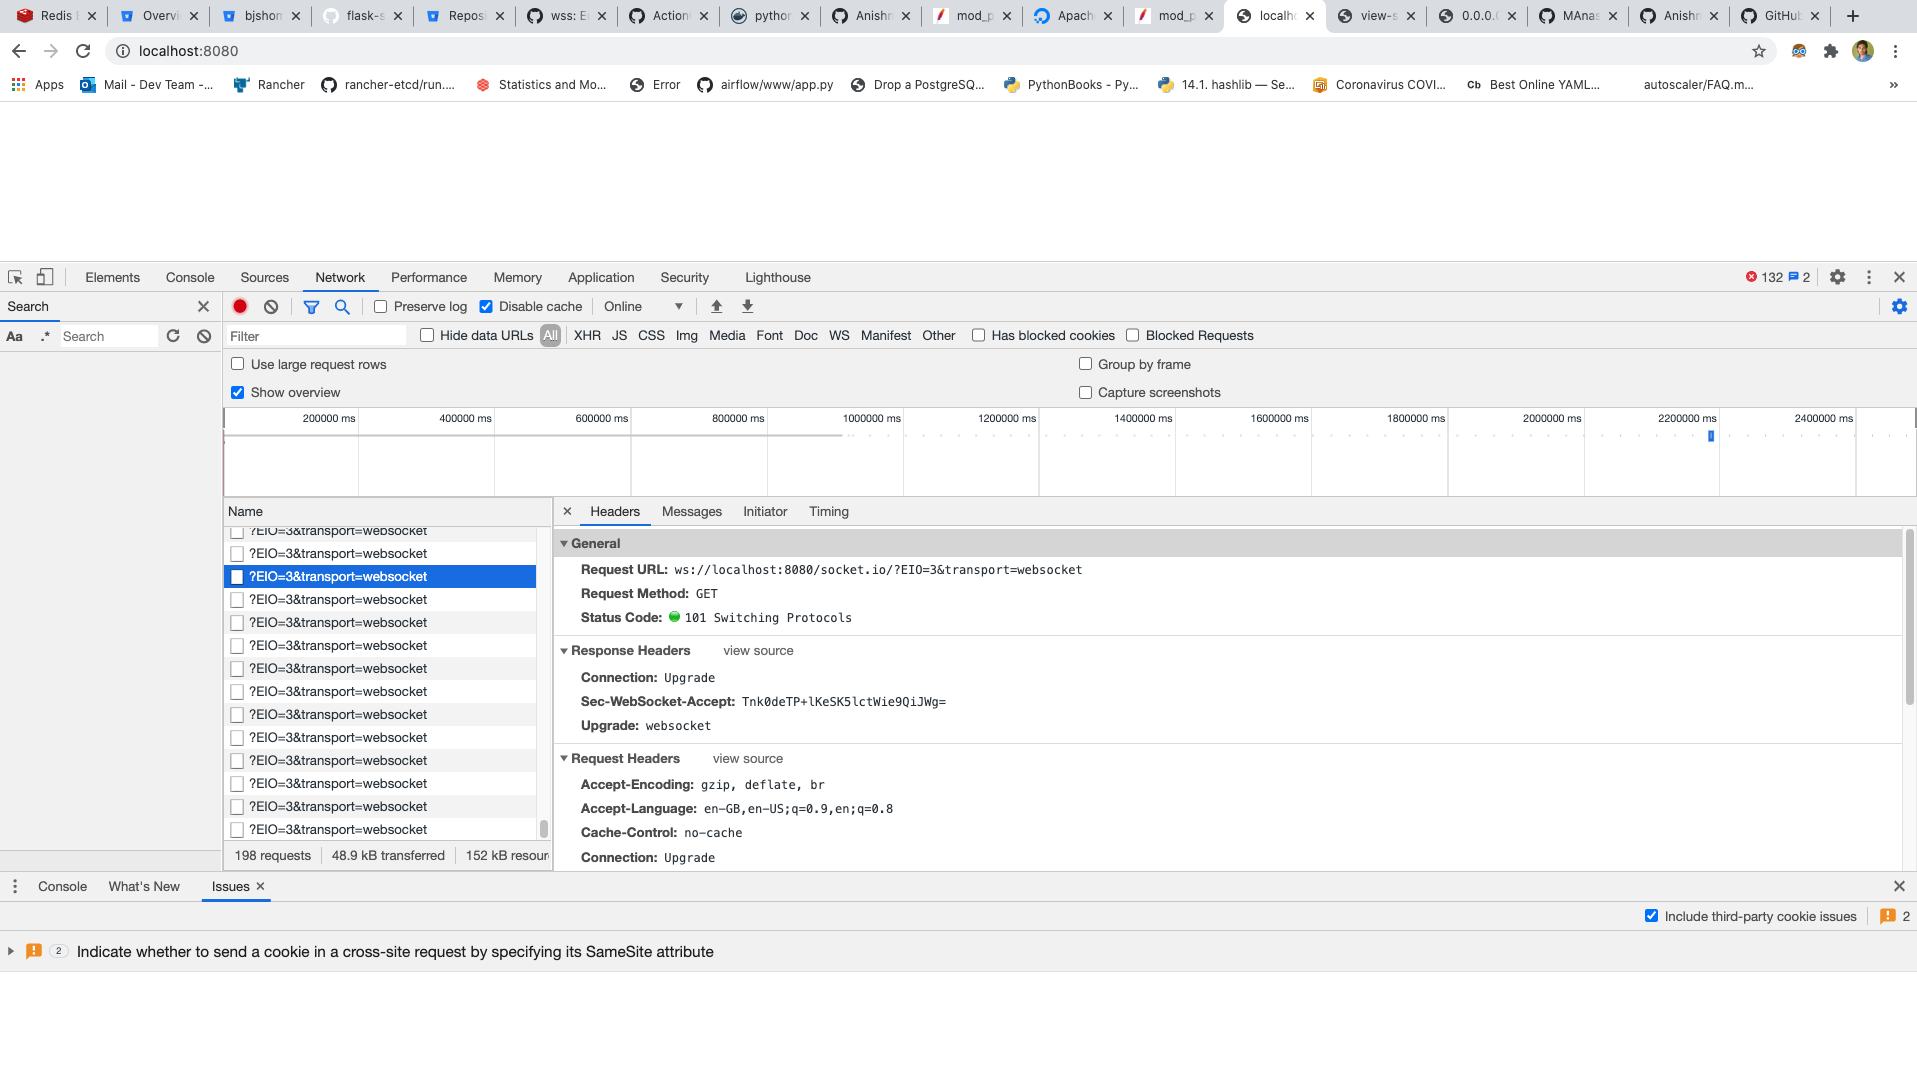 Redis E Overvi bjshom flask-s Reposi wss: E Action python Anishn mod_p Apach mod_p localho view-s 0.0.0.0 MAnas Anishr GitHub
localhost:8080
Apps Mail - Dev Team -... Rancher rancher-etcd/run.... Statistics and Mo... Error airflow/www/app.py Drop a PostgreSQ... PythonBooks - Py... 14.1. hashlib — Se... Coronavirus COVI... Cb Best Online YAML... autoscaler/FAQ.m... »
Elements Console Sources Network Performance Memory Application Security Lighthouse 132 2
Search Preserve log Disable cache Online
Aa .* Search Filter Hide data URLs All XHR JS CSS Img Media Font Doc WS Manifest Other Has blocked cookies Blocked Requests
Use large request rows Group by frame
Show overview Capture screenshots
200000 ms 400000 ms 600000 ms 800000 ms 1000000 ms 1200000 ms 1400000 ms 1600000 ms 1800000 ms 2000000 ms 2200000 ms 2400000 ms
Name
?EIO=3&transport=websocket
?EIO=3&transport=websocket
?EIO=3&transport=websocket
?EIO=3&transport=websocket
?EIO=3&transport=websocket
?EIO=3&transport=websocket
?EIO=3&transport=websocket
?EIO=3&transport=websocket
?EIO=3&transport=websocket
?EIO=3&transport=websocket
?EIO=3&transport=websocket
?EIO=3&transport=websocket
?EIO=3&transport=websocket
?EIO=3&transport=websocket
198 requests 48.9 kB transferred 152 kB resour
Headers Messages Initiator Timing
General
Request URL: ws://localhost:8080/socket.io/?EIO=3&transport=websocket
Request Method: GET
Status Code: 101 Switching Protocols
Response Headers view source
Connection: Upgrade
Sec-WebSocket-Accept: Tnk0deTP+lKeSK5lctWie9QiJWg=
Upgrade: websocket
Request Headers view source
Accept-Encoding: gzip, deflate, br
Accept-Language: en-GB,en-US;q=0.9,en;q=0.8
Cache-Control: no-cache
Connection: Upgrade
Console What's New Issues
Include third-party cookie issues 2
2 Indicate whether to send a cookie in a cross-site request by specifying its SameSite attribute